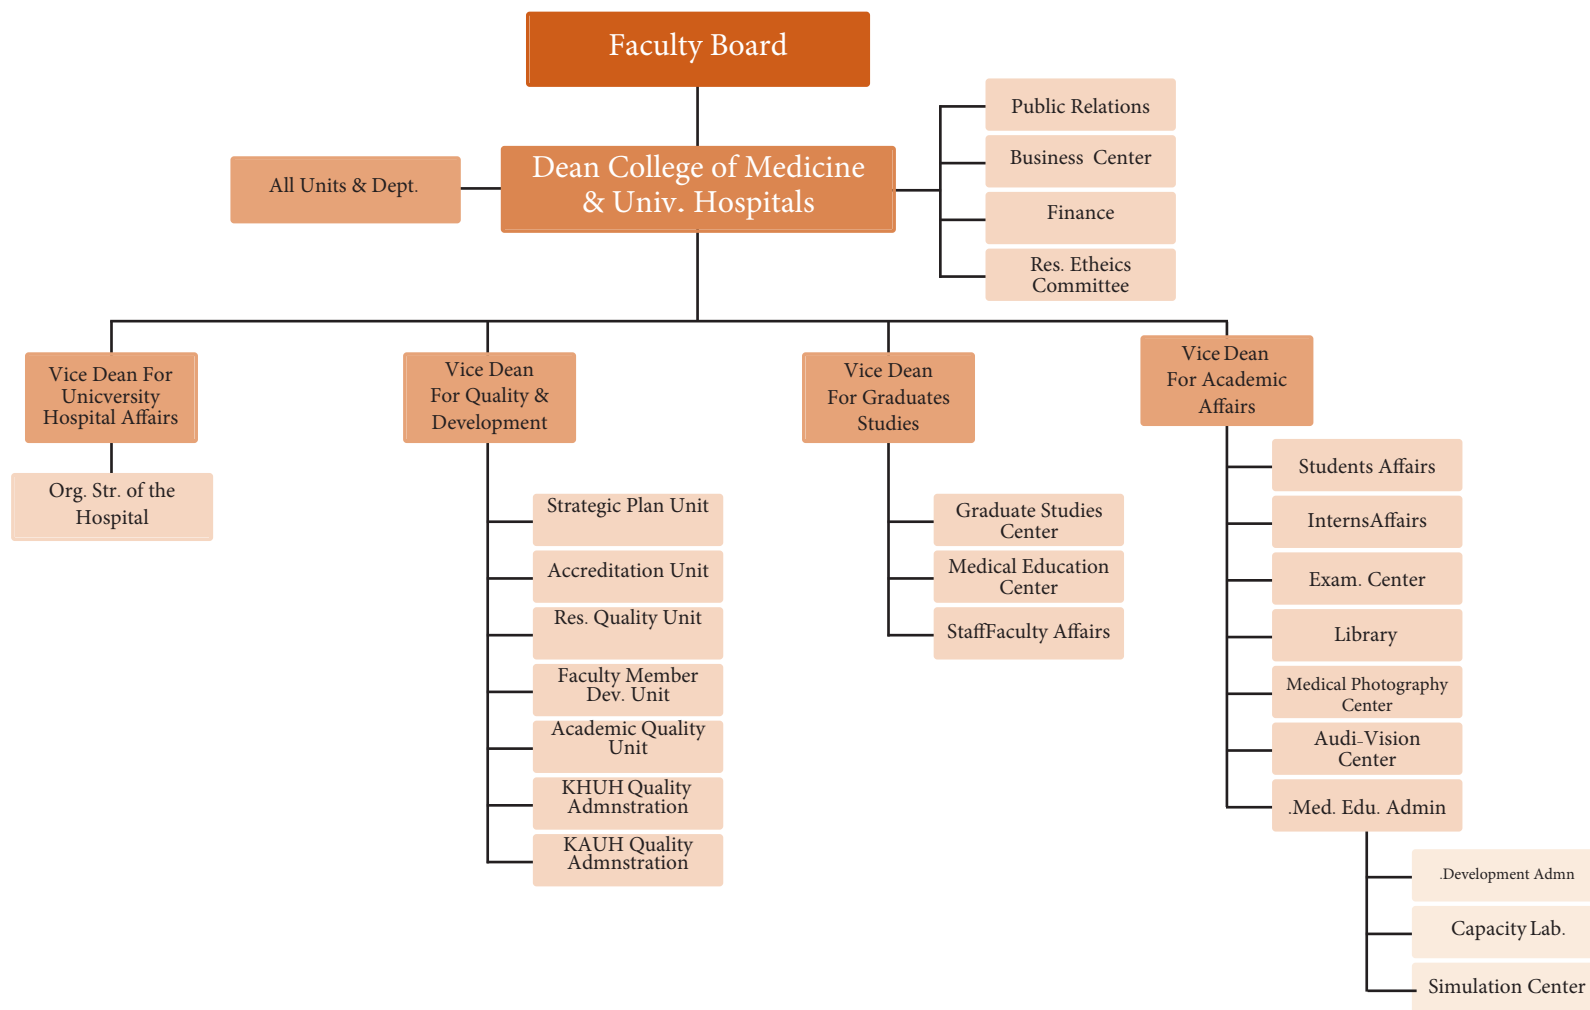 Faculty Board
Dean College of Medicine
& Univ. Hospitals
All Units & Dept.
Public Relations
Business Center
Finance
Res. Etheics
Committee
Vice Dean For
Unicversity
Hospital Affairs
Org. Str. of the
Hospital
Vice Dean
For Quality &
Development
Strategic Plan Unit
Accreditation Unit
Res. Quality Unit
Faculty Member
Dev. Unit
Academic Quality
Unit
KHUH Quality
Admnstration
KAUH Quality
Admnstration
Vice Dean
For Graduates
Studies
Graduate Studies
Center
Medical Education
Center
StaffFaculty Affairs
Vice Dean
For Academic
Affairs
Students Affairs
InternsAffairs
Exam. Center
Library
Medical Photography
Center
Audi-Vision
Center
.Med. Edu. Admin
.Development Admn
Capacity Lab.
Simulation Center